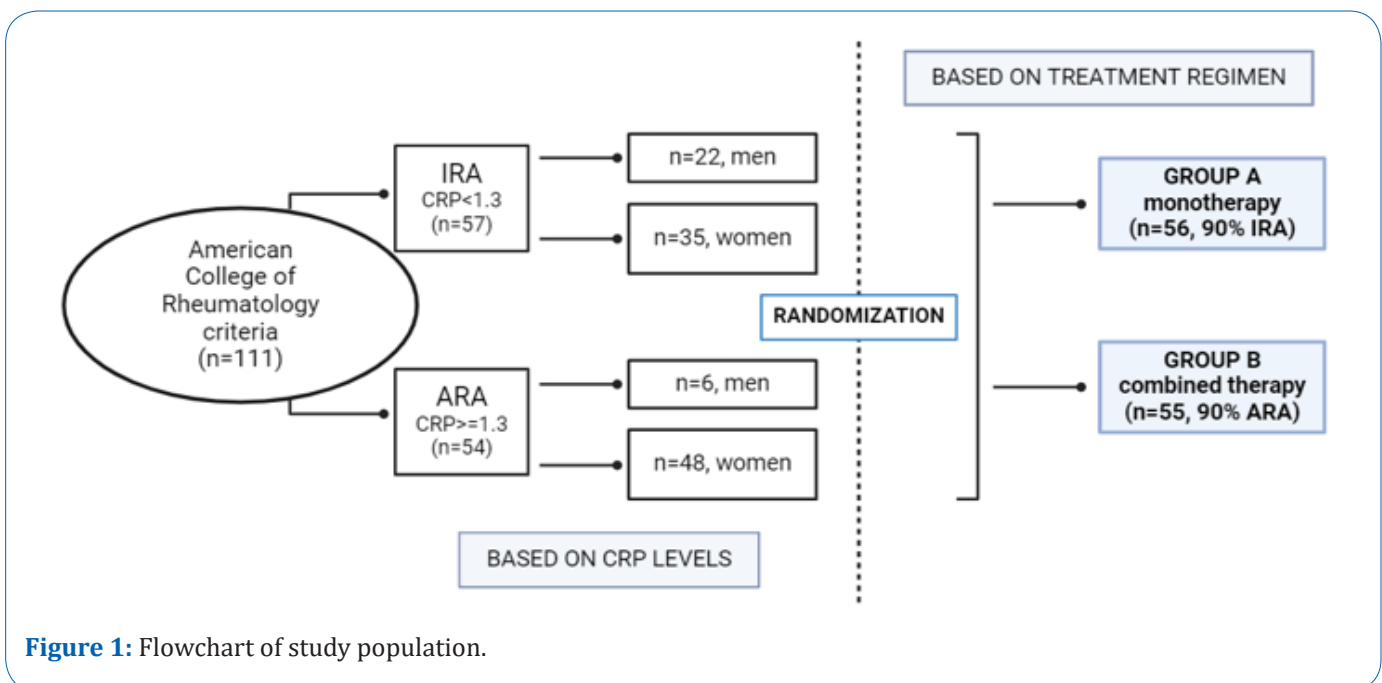 BASED ON TREATMENT REGIMEN
American
College of
Rheumatology
criteria
(n=111)
IRA
CRP<1.3
(n=57)
n=22, men
n=35, women
ARA
CRP>=1.3
(n=54)
n=6, men
n=48, women
BASED ON CRP LEVELS
RANDOMIZATION
GROUP A
monotherapy
(n=56, 90% IRA)
GROUP B
combined therapy
(n=55, 90% ARA)
Figure 1: Flowchart of study population.